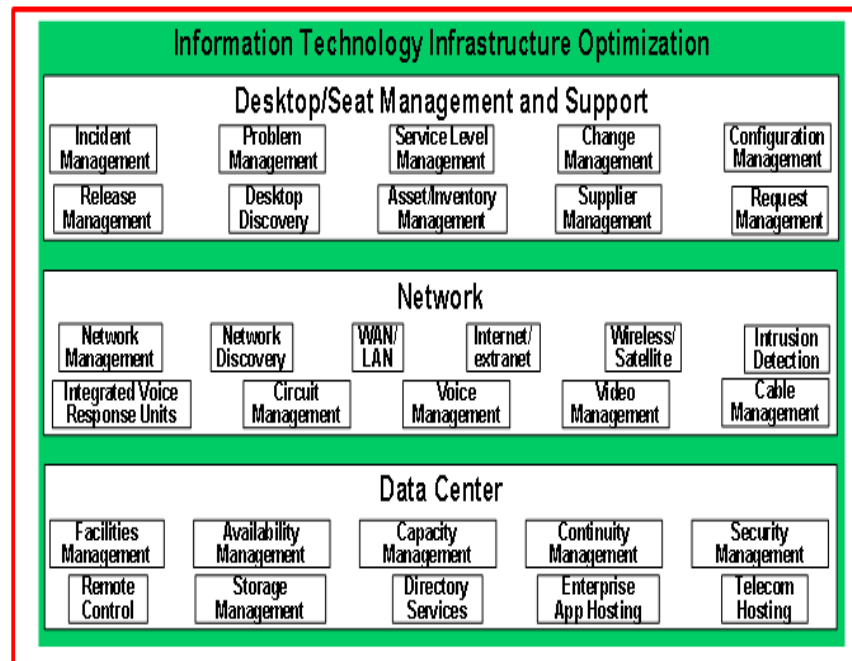 Information Technology Infrastructure Optimization
Desktop/Seat Management and Support
Incident
Management
Problem
Management
Service Level
Management
Change
Management
Configuration
Management
Release
Management
Desktop
Discovery
Asset/Inventory
Management
Supplier
Management
Request
Management
Network
Network
Management
Network
Discovery
WAN/
LAN
Internet/
extranet
Wireless/
Satellite
Intrusion
Detection
Integrated Voice
Response Units
Circuit
Management
Voice
Management
Video
Management
Cable
Management
Data Center
Facilities
Management
Availability
Management
Capacity
Management
Continuity
Management
Security
Management
Remote
Control
Storage
Management
Directory
Services
Enterprise
App Hosting
Telecom
Hosting